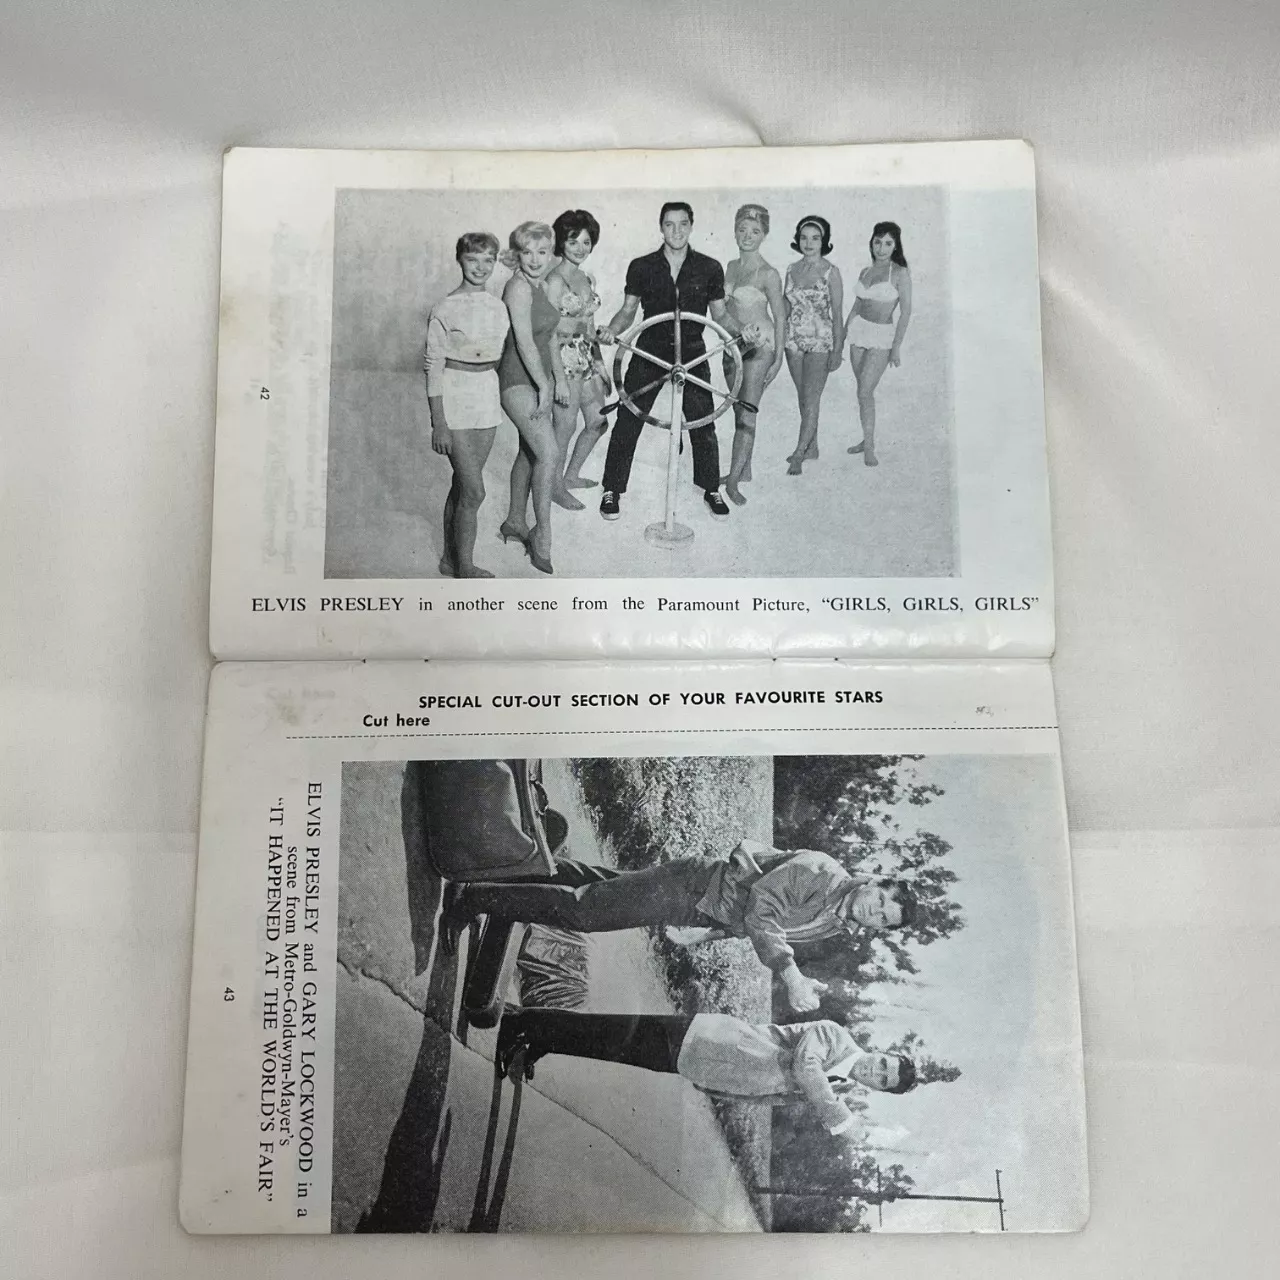 42
ELVIS PRESLEY in another scene from the Paramount Picture, “GIRLS, GIRLS, GIRLS”
SPECIAL CUT-OUT SECTION OF YOUR FAVOURITE STARS
Cut here
ELVIS PRESLEY and GARY LOCKWOOD in a
scene from Metro-Goldwyn-Mayer's
“IT HAPPENED AT THE WORLD'S FAIR”
43